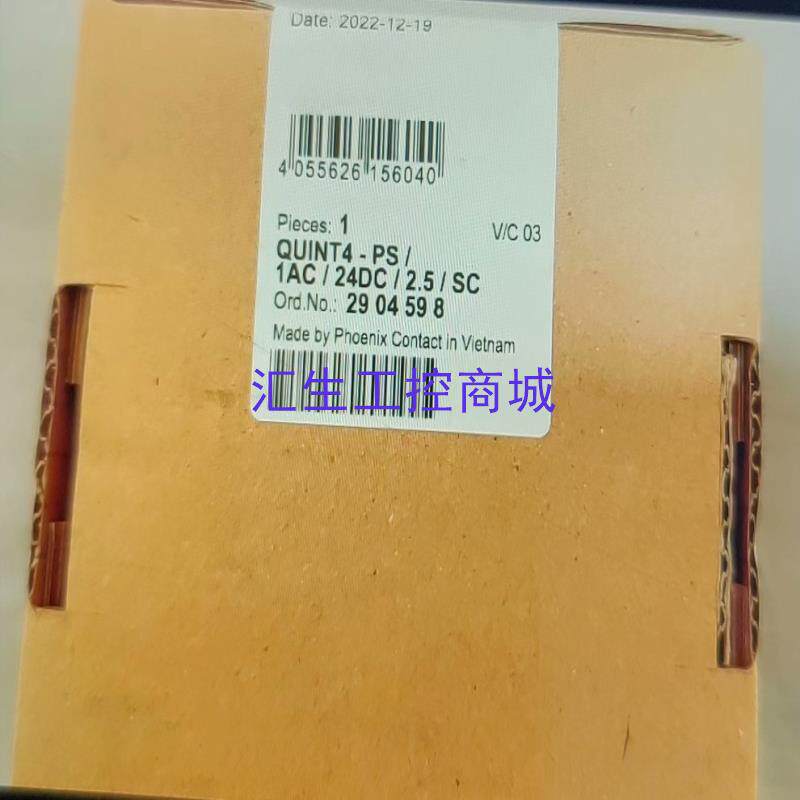 Date: 2022-12-19
4 055626 156040
Pieces: 1
V/C 03
QUINT4 - PS /
1AC / 24DC / 2.5 / SC
Ord.No.: 29 04 59 8
Made by Phoenix Contact in Vietnam
汇生工控商城